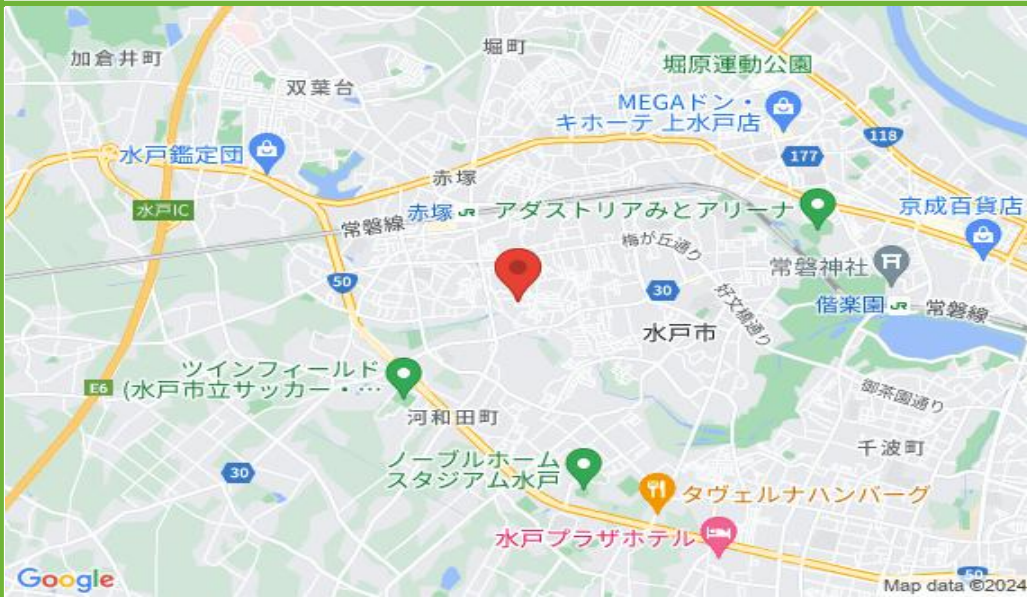 加倉井町
堀町
双葉台
堀原運動公園
MEGAドン・
キホーテ 上水戸店
118
177
水戸鑑定団
赤塚
水戸IC
常磐線
赤塚 JR
アダストリアみとアリーナ
京成百貨店
梅が丘通り
常磐神社
50
30
好文橋通り
偕楽園 JR
常磐線
水戸市
ツインフィールド
(水戸市立サッカー・…
E6
河和田町
御茶園通り
千波町
30
ノーブルホーム
スタジアム水戸
タヴェルナハンバーグ
水戸プラザホテル
50
Google
Map data ©2024